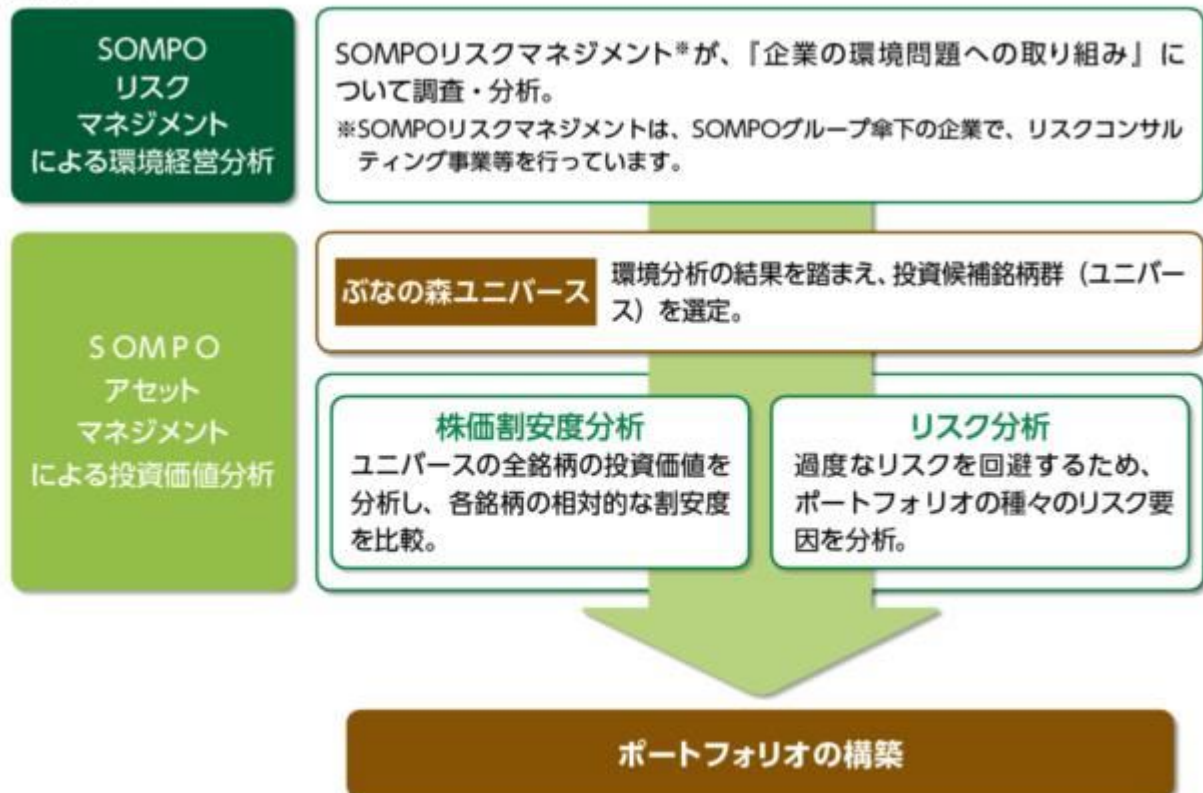 SOMPO
リスク
マネジメント
による環境経営分析
SOMPOリスクマネジメント※が、『企業の環境問題への取り組み』に
ついて調査・分析。
※SOMPOリスクマネジメントは、SOMPOグループ傘下の企業で、リスクコンサル
ティング事業等を行っています。
SOMPO
アセット
マネジメント
による投資価値分析
ぶなの森ユニバース
環境分析の結果を踏まえ、投資候補銘柄群（ユニバー
ス）を選定。
株価割安度分析
ユニバースの全銘柄の投資価値を
分析し、各銘柄の相対的な割安度
を比較。
リスク分析
過度なリスクを回避するため、
ポートフォリオの種々のリスク要
因を分析。
ポートフォリオの構築